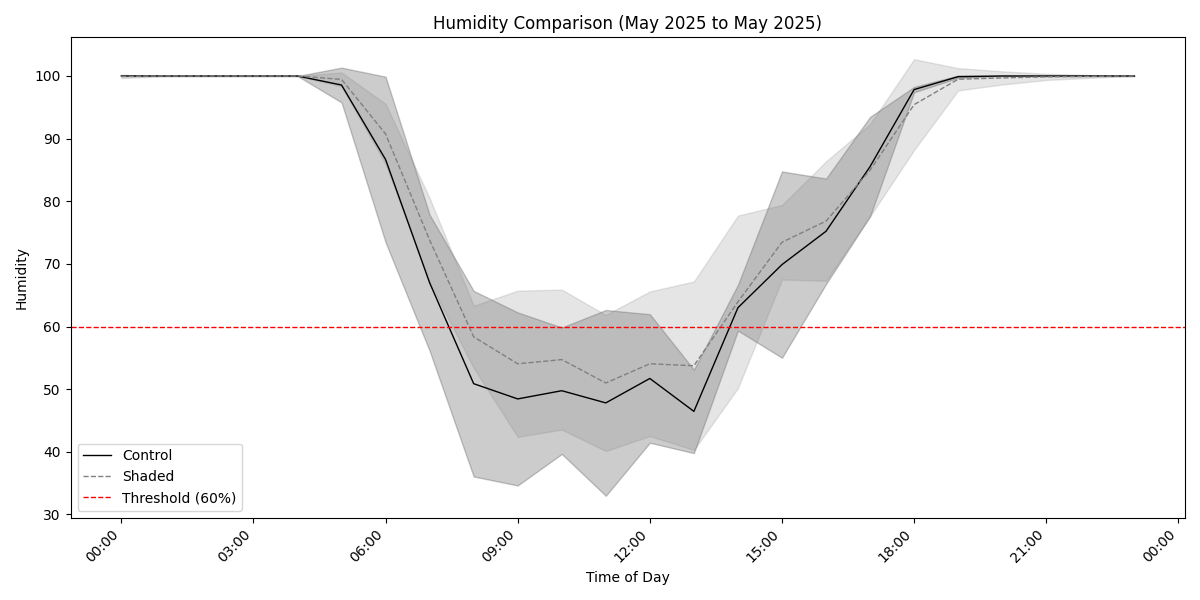 Humidity Comparison (May 2025 to May 2025)
Humidity
100
90
80
70
60
50
40
30
Control
Shaded
Threshold (60%)
00:00
03:00
06:00
09:00
12:00
15:00
18:00
21:00
00:00
Time of Day